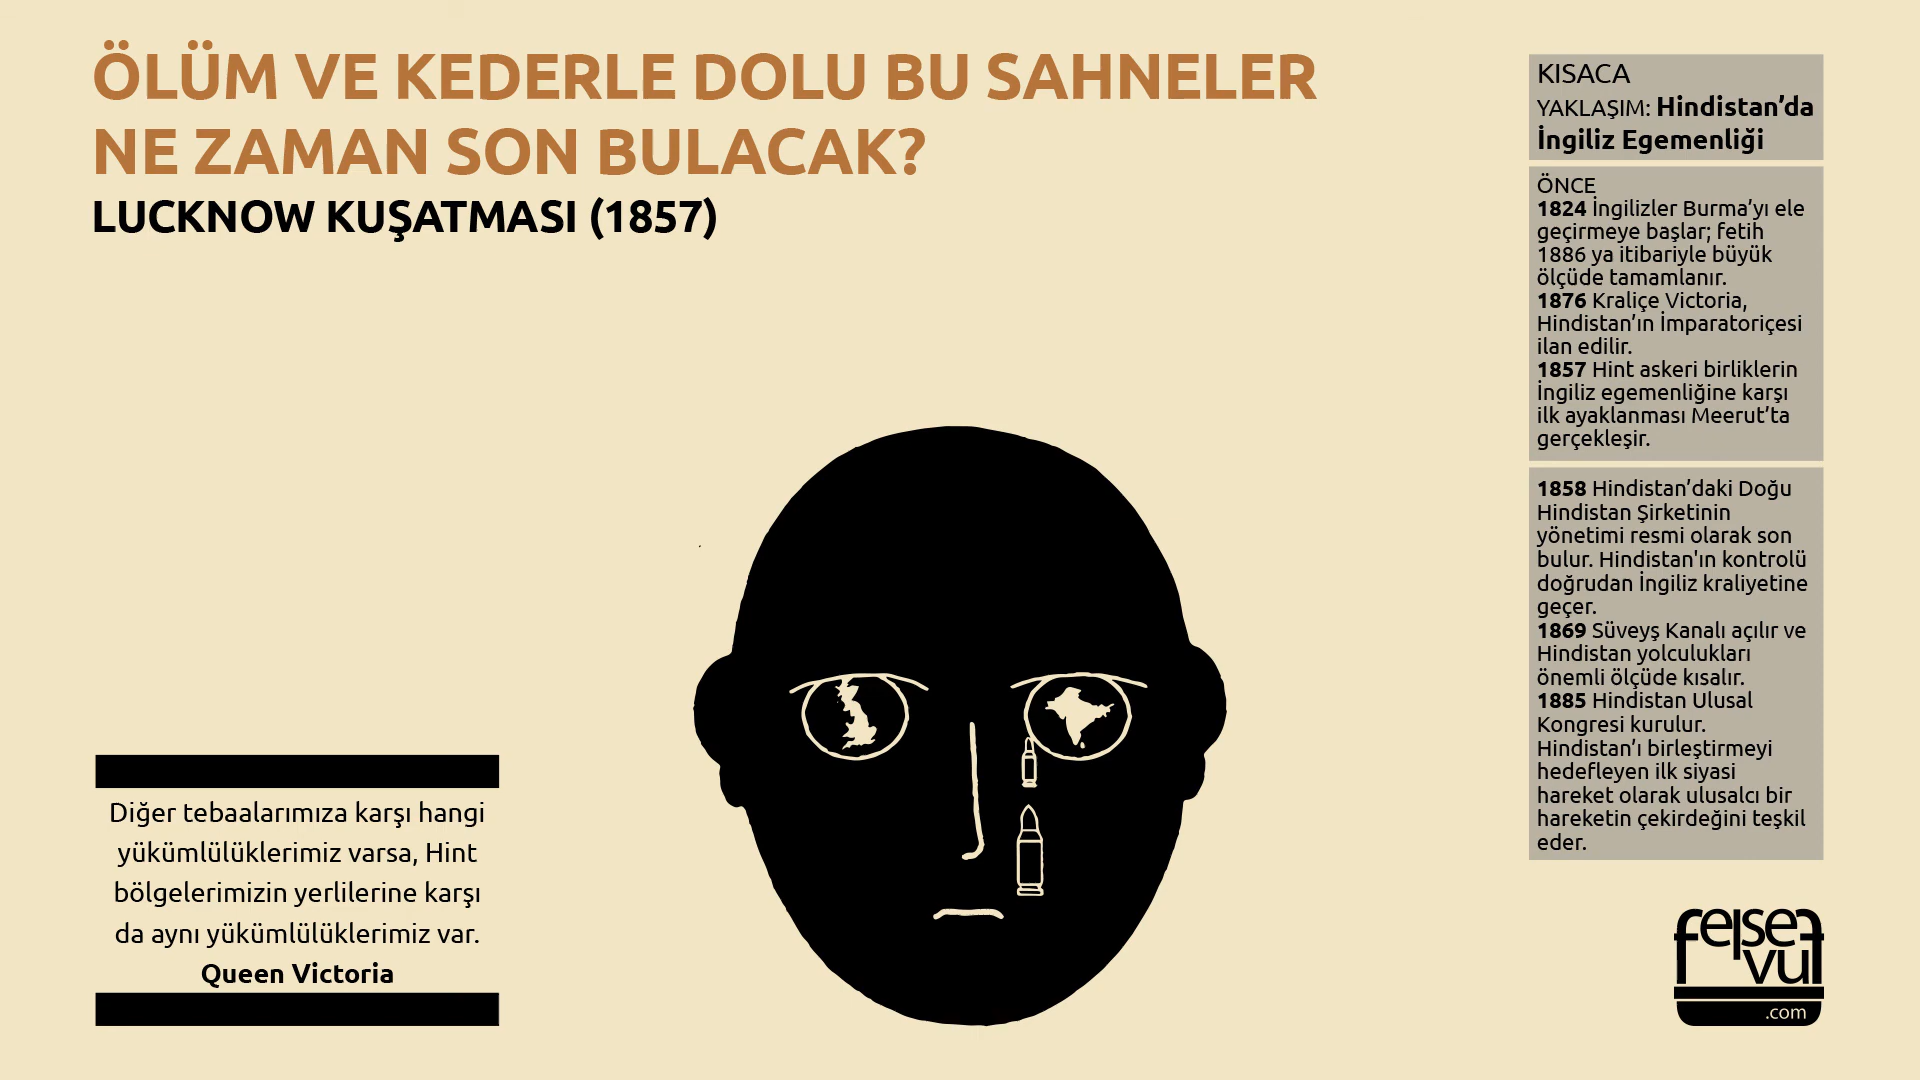 ÖLÜM VE KEDERLE DOLU BU SAHNELER
NE ZAMAN SON BULACAK?
LUCKNOW KUŞATMASI (1857)
KISACA
YAKLAŞIM: Hindistan’da
İngiliz Egemenliği
ÖNCE
1824 İngilizler Burma’yı ele
geçirmeye başlar; fetih
1886 ya itibariyle büyük
ölçüde tamamlanır.
1876 Kraliçe Victoria,
Hindistan’ın İmparatoriçesi
ilan edilir.
1857 Hint askeri birliklerin
İngiliz egemenliğine karşı
ilk ayaklanması Meerut’ta
gerçekleşir.
1858 Hindistan’daki Doğu
Hindistan Şirketinin
yönetimi resmi olarak son
bulur. Hindistan'ın kontrolü
doğrudan İngiliz kraliyetine
geçer.
1869 Süveyş Kanalı açılır ve
Hindistan yolculukları
önemli ölçüde kısalır.
1885 Hindistan Ulusal
Kongresi kurulur.
Hindistan’ı birleştirmeyi
hedefleyen ilk siyasi
hareket olarak ulusalcı bir
hareketin çekirdeğini teşkil
eder.
Diğer tebaalarımıza karşı hangi
yükümlülüklerimiz varsa, Hint
bölgelerimizin yerlilerine karşı
da aynı yükümlülüklerimiz var.
Queen Victoria
felsef
vuf
.com